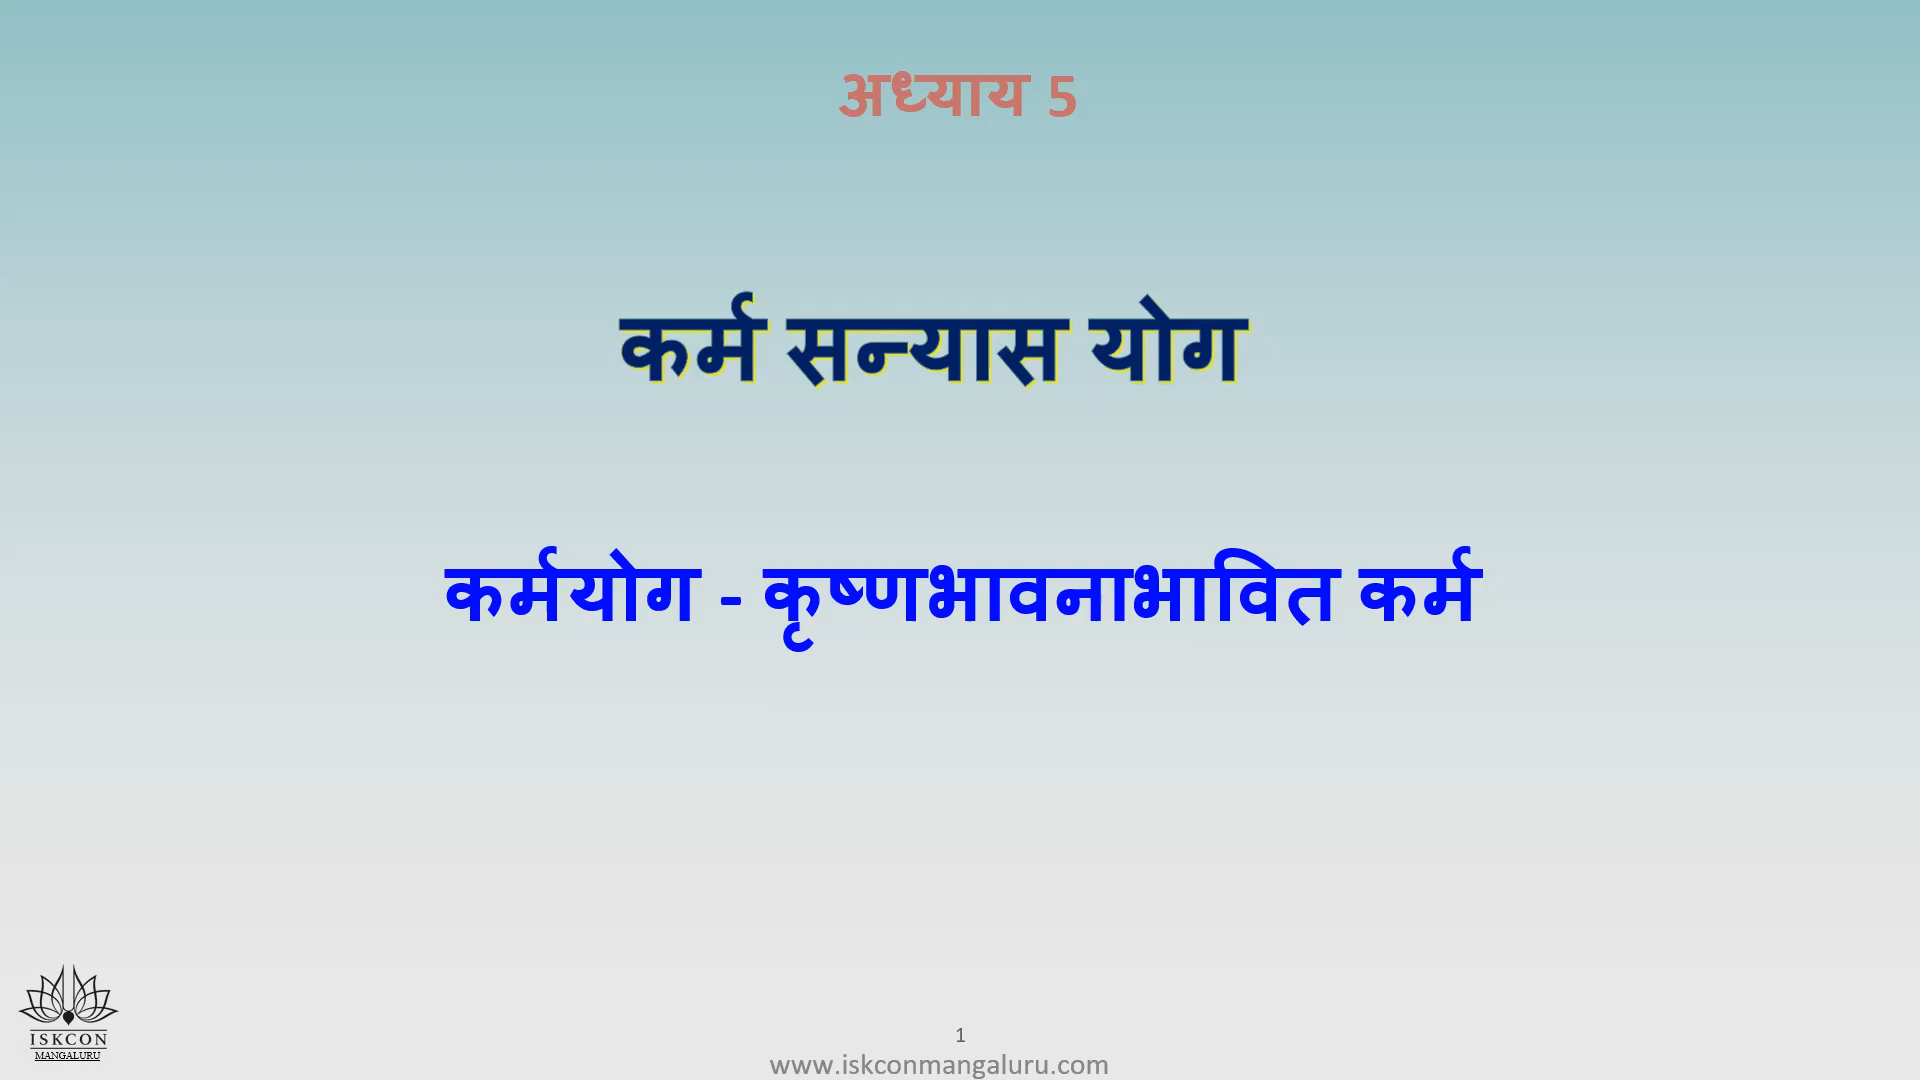 अध्याय 5
कर्म सन्यास योग
कर्मयोग - कृष्णभावनाभावित कर्म
ISKCON
MANGALURU
1
www.iskconmangaluru.com